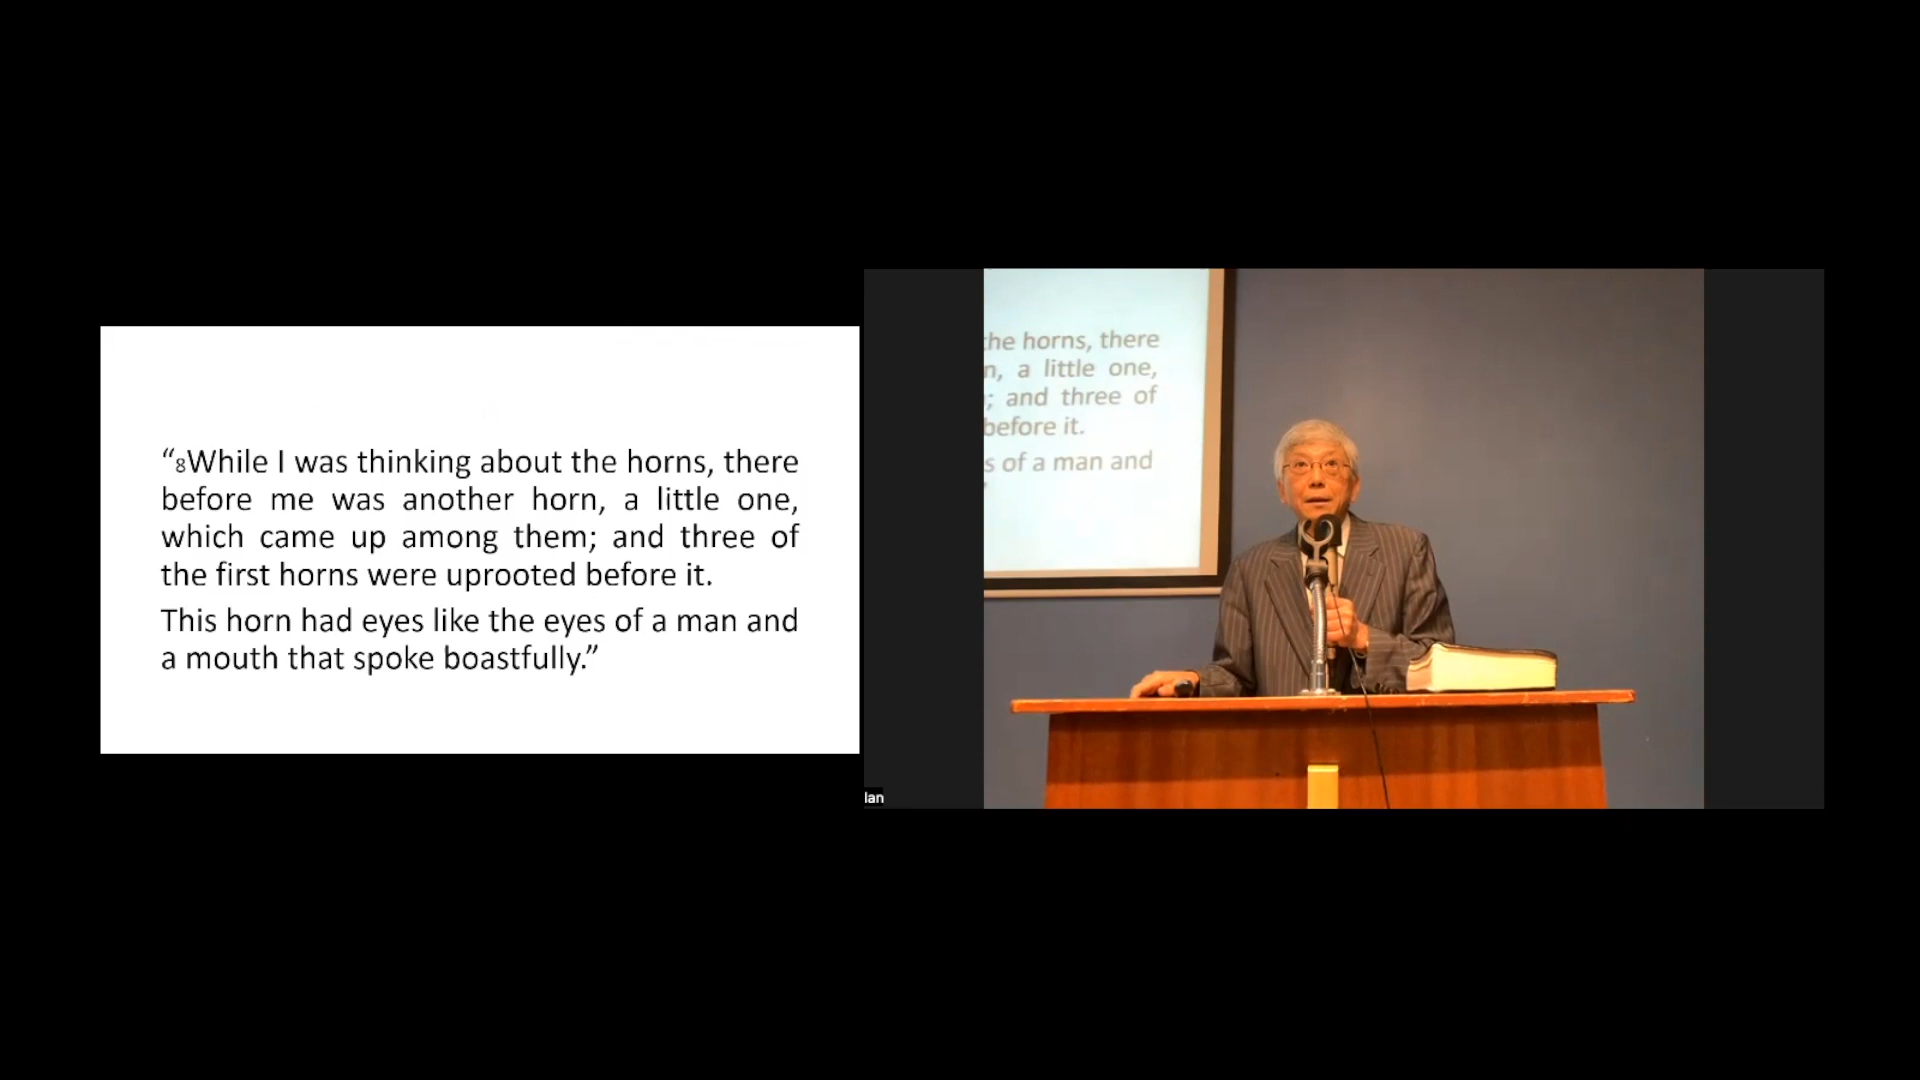 “8While I was thinking about the horns, there
before me was another horn, a little one,
which came up among them; and three of
the first horns were uprooted before it.
This horn had eyes like the eyes of a man and
a mouth that spoke boastfully.”
the horns, there
n, a little one,
; and three of
before it.
s of a man and
lan